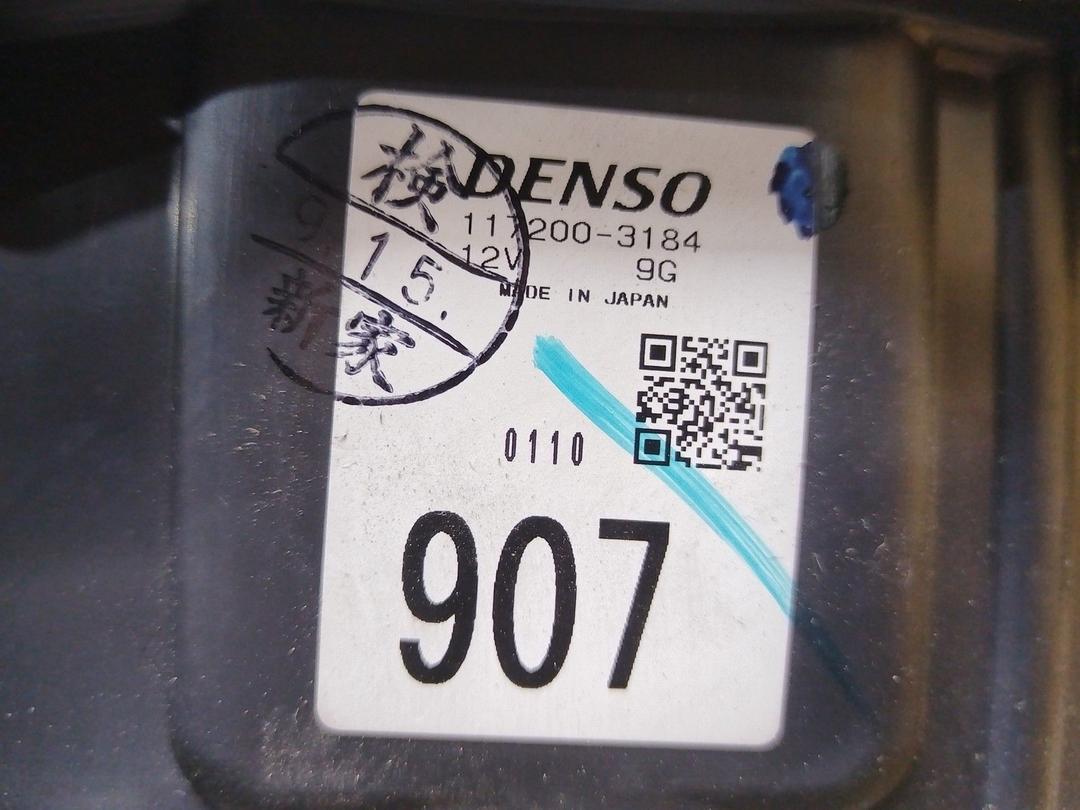 DENSO
117200-3184
12V 9G
MADE IN JAPAN
検
9 15.
新家
0110
907